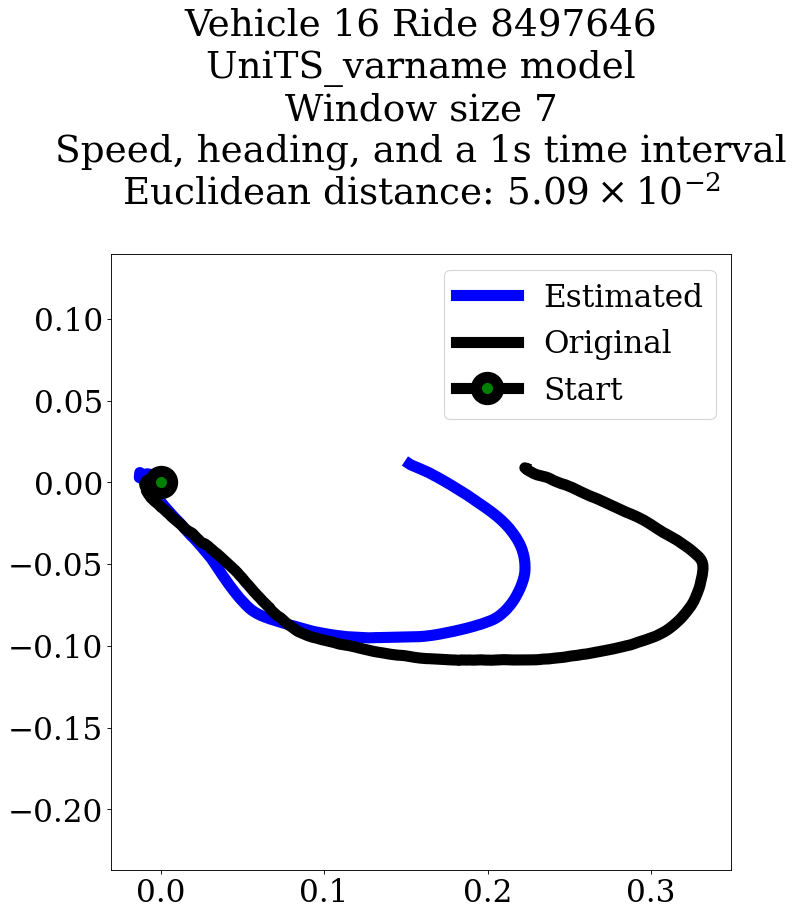 Vehicle 16 Ride 8497646
UniTS_varname model
Window size 7
Speed, heading, and a 1s time interval
Euclidean distance: 5.09 × 10⁻²
Estimated
Original
Start
0.10
0.05
0.00
−0.05
−0.10
−0.15
−0.20
0.0 0.1 0.2 0.3